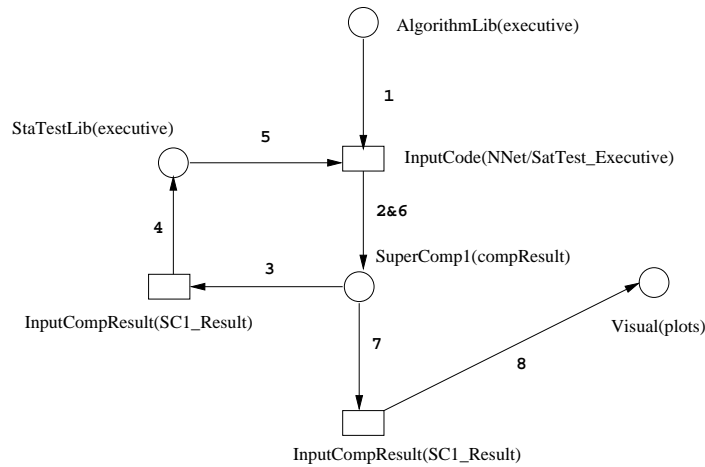 AlgorithmLib(executive)
1
StaTestLib(executive)
5
InputCode(NNet/SatTest_Executive)
2&6
4
SuperComp1(compResult)
3
InputCompResult(SC1_Result)
Visual(plots)
7
8
InputCompResult(SC1_Result)